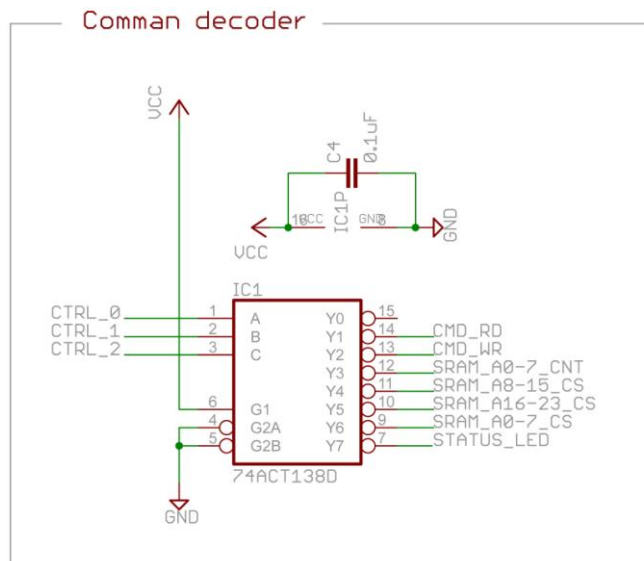 Comman decoder
VCC
C4
0.1uF
16
VCC
IC1P
GND
8
VCC
GND
IC1
CTRL_0
1
A
Y0
15
CTRL_1
2
B
Y1
14
CMD_RD
CTRL_2
3
C
Y2
13
CMD_WR
Y3
12
SRAM_A0-7_CNT
Y4
11
SRAM_A8-15_CS
6
G1
Y5
10
SRAM_A16-23_CS
4
G2A
Y6
9
SRAM_A0-7_CS
5
G2B
Y7
7
STATUS_LED
74ACT138D
GND